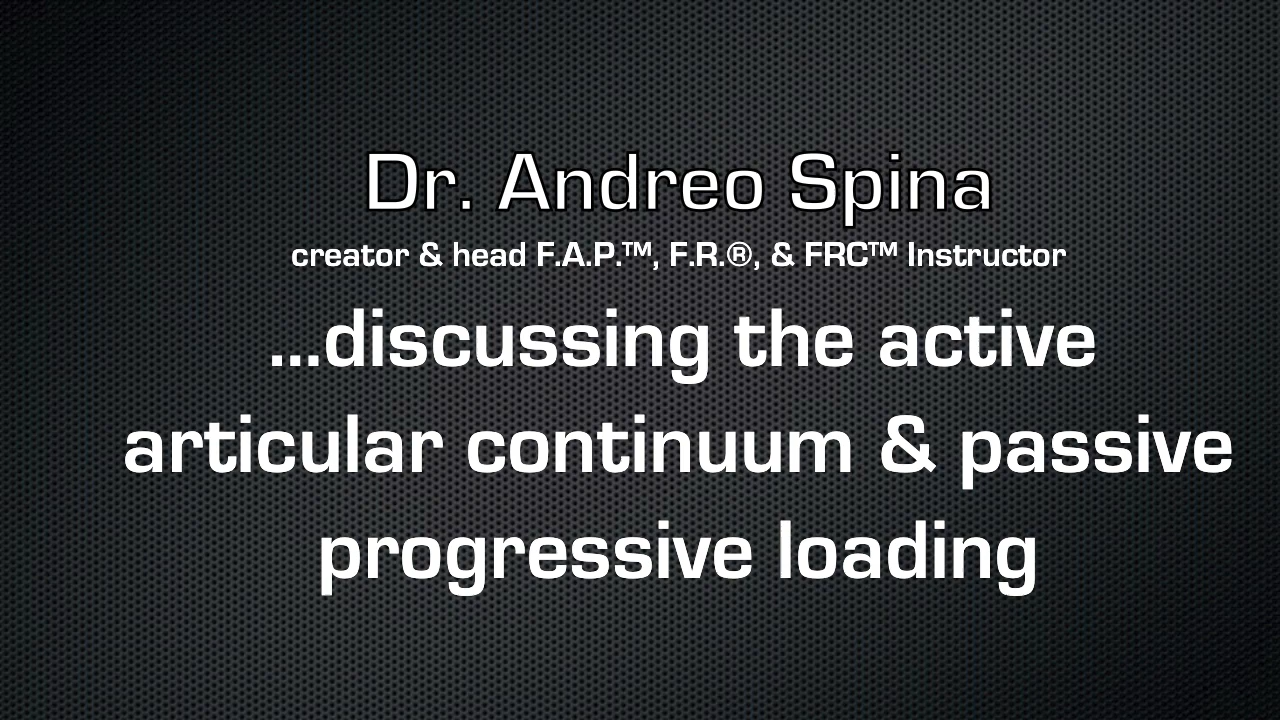 Dr. Andreo Spina
creator & head F.A.P.™, F.R.®, & FRC™ Instructor
...discussing the active
articular continuum & passive
progressive loading